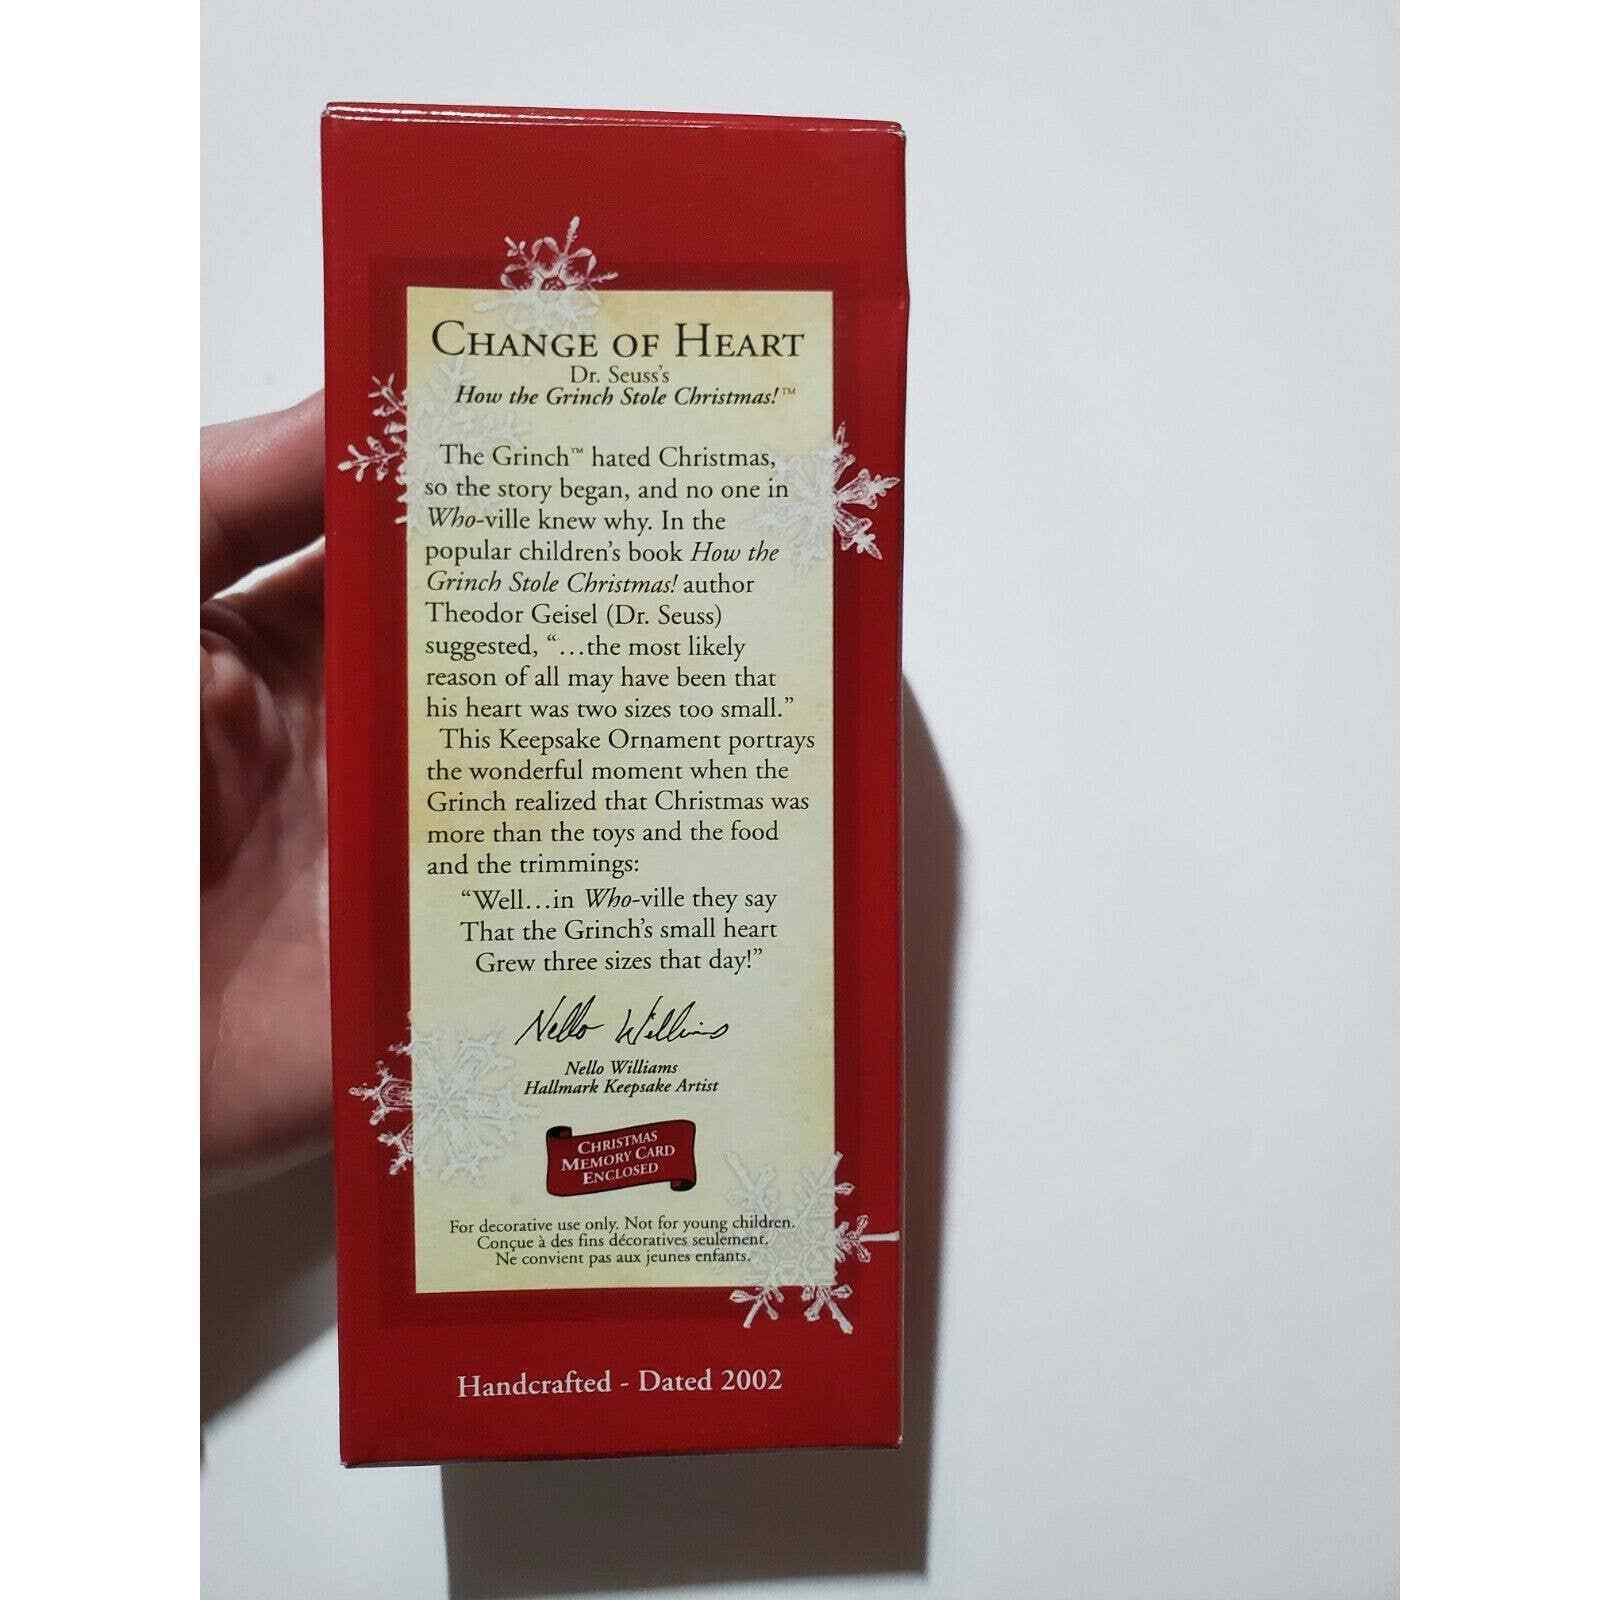 CHANGE OF HEART
Dr. Seuss's
How the Grinch Stole Christmas!™
The Grinch™ hated Christmas,
so the story began, and no one in
Who-ville knew why. In the
popular children's book How the
Grinch Stole Christmas! author
Theodor Geisel (Dr. Seuss)
suggested, “…the most likely
reason of all may have been that
his heart was two sizes too small.”
This Keepsake Ornament portrays
the wonderful moment when the
Grinch realized that Christmas was
more than the toys and the food
and the trimmings:
“Well…in Who-ville they say
That the Grinch's small heart
Grew three sizes that day!”
Nello Williams
Nello Williams
Hallmark Keepsake Artist
CHRISTMAS
MEMORY CARD
ENCLOSED
For decorative use only. Not for young children.
Conçue à des fins décoratives seulement.
Ne convient pas aux jeunes enfants.
Handcrafted - Dated 2002